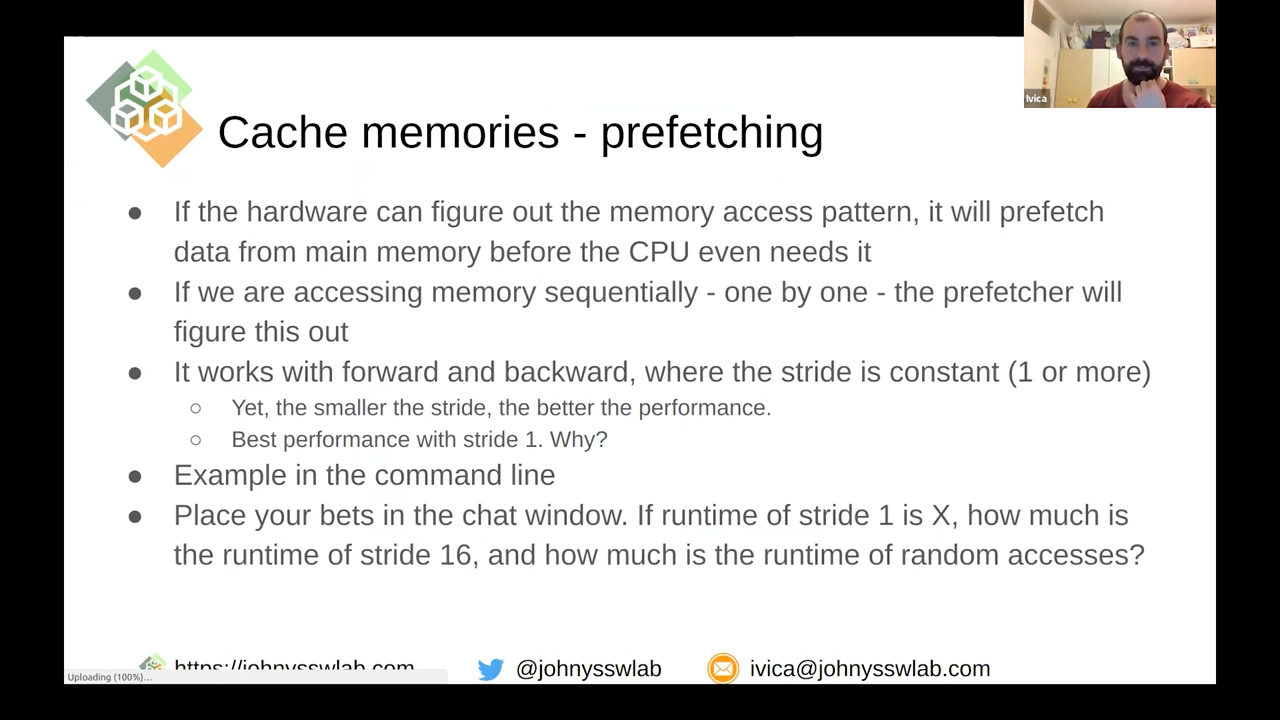 Ivica
Cache memories - prefetching
● If the hardware can figure out the memory access pattern, it will prefetch
data from main memory before the CPU even needs it
● If we are accessing memory sequentially - one by one - the prefetcher will
figure this out
● It works with forward and backward, where the stride is constant (1 or more)
○ Yet, the smaller the stride, the better the performance.
○ Best performance with stride 1. Why?
● Example in the command line
● Place your bets in the chat window. If runtime of stride 1 is X, how much is
the runtime of stride 16, and how much is the runtime of random accesses?
https://johnysswlab.com @johnysswlab ivica@johnysswlab.com
Uploading (100%)...